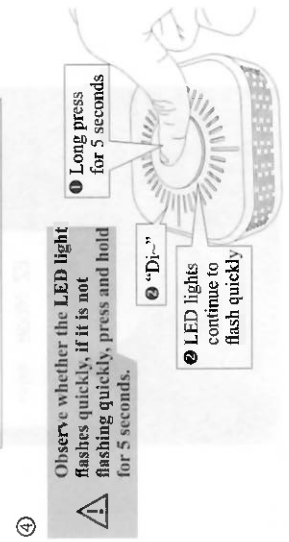 ④
Observe whether the LED light
flashes quickly, if it is not
flashing quickly, press and hold
for 5 seconds.
❶ Long press
for 5 seconds
❷ “Di~”
❷ LED lights
continue to
flash quickly